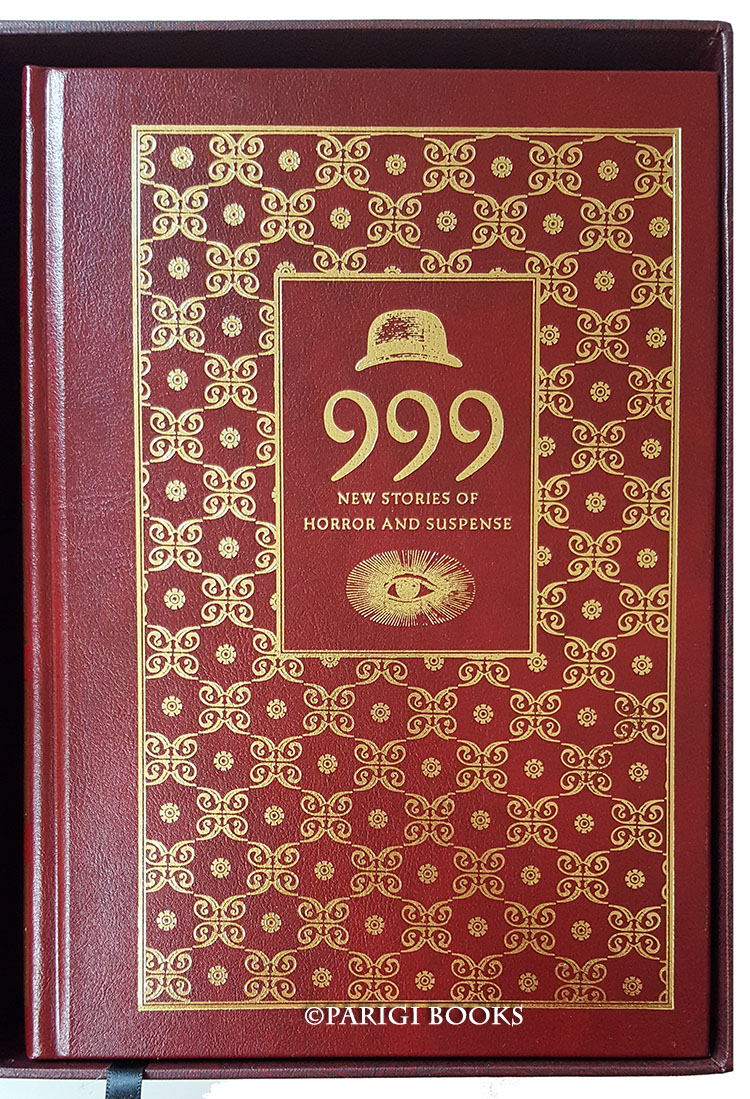 999
NEW STORIES OF
HORROR AND SUSPENSE
©PARIGI BOOKS